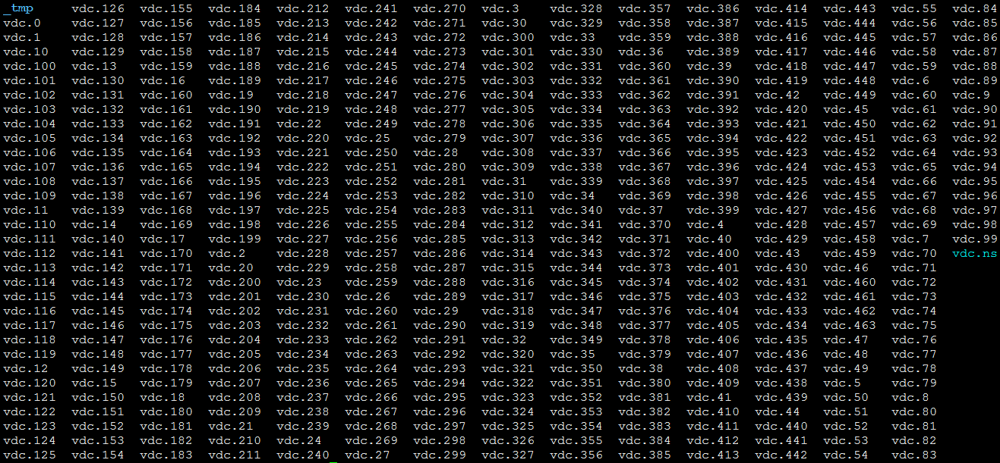 _tmp vdc.126 vdc.155 vdc.184 vdc.212 vdc.241 vdc.270 vdc.3 vdc.328 vdc.357 vdc.386 vdc.414 vdc.443 vdc.55 vdc.84
vdc.0 vdc.127 vdc.156 vdc.185 vdc.213 vdc.242 vdc.271 vdc.30 vdc.329 vdc.358 vdc.387 vdc.415 vdc.444 vdc.56 vdc.85
vdc.1 vdc.128 vdc.157 vdc.186 vdc.214 vdc.243 vdc.272 vdc.300 vdc.33 vdc.359 vdc.388 vdc.416 vdc.445 vdc.57 vdc.86
vdc.10 vdc.129 vdc.158 vdc.187 vdc.215 vdc.244 vdc.273 vdc.301 vdc.330 vdc.36 vdc.389 vdc.417 vdc.446 vdc.58 vdc.87
vdc.100 vdc.13 vdc.159 vdc.188 vdc.216 vdc.245 vdc.274 vdc.302 vdc.331 vdc.360 vdc.39 vdc.418 vdc.447 vdc.59 vdc.88
vdc.101 vdc.130 vdc.16 vdc.189 vdc.217 vdc.246 vdc.275 vdc.303 vdc.332 vdc.361 vdc.390 vdc.419 vdc.448 vdc.6 vdc.89
vdc.102 vdc.131 vdc.160 vdc.19 vdc.218 vdc.247 vdc.276 vdc.304 vdc.333 vdc.362 vdc.391 vdc.42 vdc.449 vdc.60 vdc.9
vdc.103 vdc.132 vdc.161 vdc.190 vdc.219 vdc.248 vdc.277 vdc.305 vdc.334 vdc.363 vdc.392 vdc.420 vdc.45 vdc.61 vdc.90
vdc.104 vdc.133 vdc.162 vdc.191 vdc.22 vdc.249 vdc.278 vdc.306 vdc.335 vdc.364 vdc.393 vdc.421 vdc.450 vdc.62 vdc.91
vdc.105 vdc.134 vdc.163 vdc.192 vdc.220 vdc.25 vdc.279 vdc.307 vdc.336 vdc.365 vdc.394 vdc.422 vdc.451 vdc.63 vdc.92
vdc.106 vdc.135 vdc.164 vdc.193 vdc.221 vdc.250 vdc.28 vdc.308 vdc.337 vdc.366 vdc.395 vdc.423 vdc.452 vdc.64 vdc.93
vdc.107 vdc.136 vdc.165 vdc.194 vdc.222 vdc.251 vdc.280 vdc.309 vdc.338 vdc.367 vdc.396 vdc.424 vdc.453 vdc.65 vdc.94
vdc.108 vdc.137 vdc.166 vdc.195 vdc.223 vdc.252 vdc.281 vdc.31 vdc.339 vdc.368 vdc.397 vdc.425 vdc.454 vdc.66 vdc.95
vdc.109 vdc.138 vdc.167 vdc.196 vdc.224 vdc.253 vdc.282 vdc.310 vdc.34 vdc.369 vdc.398 vdc.426 vdc.455 vdc.67 vdc.96
vdc.11 vdc.139 vdc.168 vdc.197 vdc.225 vdc.254 vdc.283 vdc.311 vdc.340 vdc.37 vdc.399 vdc.427 vdc.456 vdc.68 vdc.97
vdc.110 vdc.14 vdc.169 vdc.198 vdc.226 vdc.255 vdc.284 vdc.312 vdc.341 vdc.370 vdc.4 vdc.428 vdc.457 vdc.69 vdc.98
vdc.111 vdc.140 vdc.17 vdc.199 vdc.227 vdc.256 vdc.285 vdc.313 vdc.342 vdc.371 vdc.40 vdc.429 vdc.458 vdc.7 vdc.99
vdc.112 vdc.141 vdc.170 vdc.2 vdc.228 vdc.257 vdc.286 vdc.314 vdc.343 vdc.372 vdc.400 vdc.43 vdc.459 vdc.70 vdc.ns
vdc.113 vdc.142 vdc.171 vdc.20 vdc.229 vdc.258 vdc.287 vdc.315 vdc.344 vdc.373 vdc.401 vdc.430 vdc.46 vdc.71
vdc.114 vdc.143 vdc.172 vdc.200 vdc.23 vdc.259 vdc.288 vdc.316 vdc.345 vdc.374 vdc.402 vdc.431 vdc.460 vdc.72
vdc.115 vdc.144 vdc.173 vdc.201 vdc.230 vdc.26 vdc.289 vdc.317 vdc.346 vdc.375 vdc.403 vdc.432 vdc.461 vdc.73
vdc.116 vdc.145 vdc.174 vdc.202 vdc.231 vdc.260 vdc.29 vdc.318 vdc.347 vdc.376 vdc.404 vdc.433 vdc.462 vdc.74
vdc.117 vdc.146 vdc.175 vdc.203 vdc.232 vdc.261 vdc.290 vdc.319 vdc.348 vdc.377 vdc.405 vdc.434 vdc.463 vdc.75
vdc.118 vdc.147 vdc.176 vdc.204 vdc.233 vdc.262 vdc.291 vdc.32 vdc.349 vdc.378 vdc.406 vdc.435 vdc.47 vdc.76
vdc.119 vdc.148 vdc.177 vdc.205 vdc.234 vdc.263 vdc.292 vdc.320 vdc.35 vdc.379 vdc.407 vdc.436 vdc.48 vdc.77
vdc.12 vdc.149 vdc.178 vdc.206 vdc.235 vdc.264 vdc.293 vdc.321 vdc.350 vdc.38 vdc.408 vdc.437 vdc.49 vdc.78
vdc.120 vdc.15 vdc.179 vdc.207 vdc.236 vdc.265 vdc.294 vdc.322 vdc.351 vdc.380 vdc.409 vdc.438 vdc.5 vdc.79
vdc.121 vdc.150 vdc.18 vdc.208 vdc.237 vdc.266 vdc.295 vdc.323 vdc.352 vdc.381 vdc.41 vdc.439 vdc.50 vdc.8
vdc.122 vdc.151 vdc.180 vdc.209 vdc.238 vdc.267 vdc.296 vdc.324 vdc.353 vdc.382 vdc.410 vdc.44 vdc.51 vdc.80
vdc.123 vdc.152 vdc.181 vdc.21 vdc.239 vdc.268 vdc.297 vdc.325 vdc.354 vdc.383 vdc.411 vdc.440 vdc.52 vdc.81
vdc.124 vdc.153 vdc.182 vdc.210 vdc.24 vdc.269 vdc.298 vdc.326 vdc.355 vdc.384 vdc.412 vdc.441 vdc.53 vdc.82
vdc.125 vdc.154 vdc.183 vdc.211 vdc.240 vdc.27 vdc.299 vdc.327 vdc.356 vdc.385 vdc.413 vdc.442 vdc.54 vdc.83